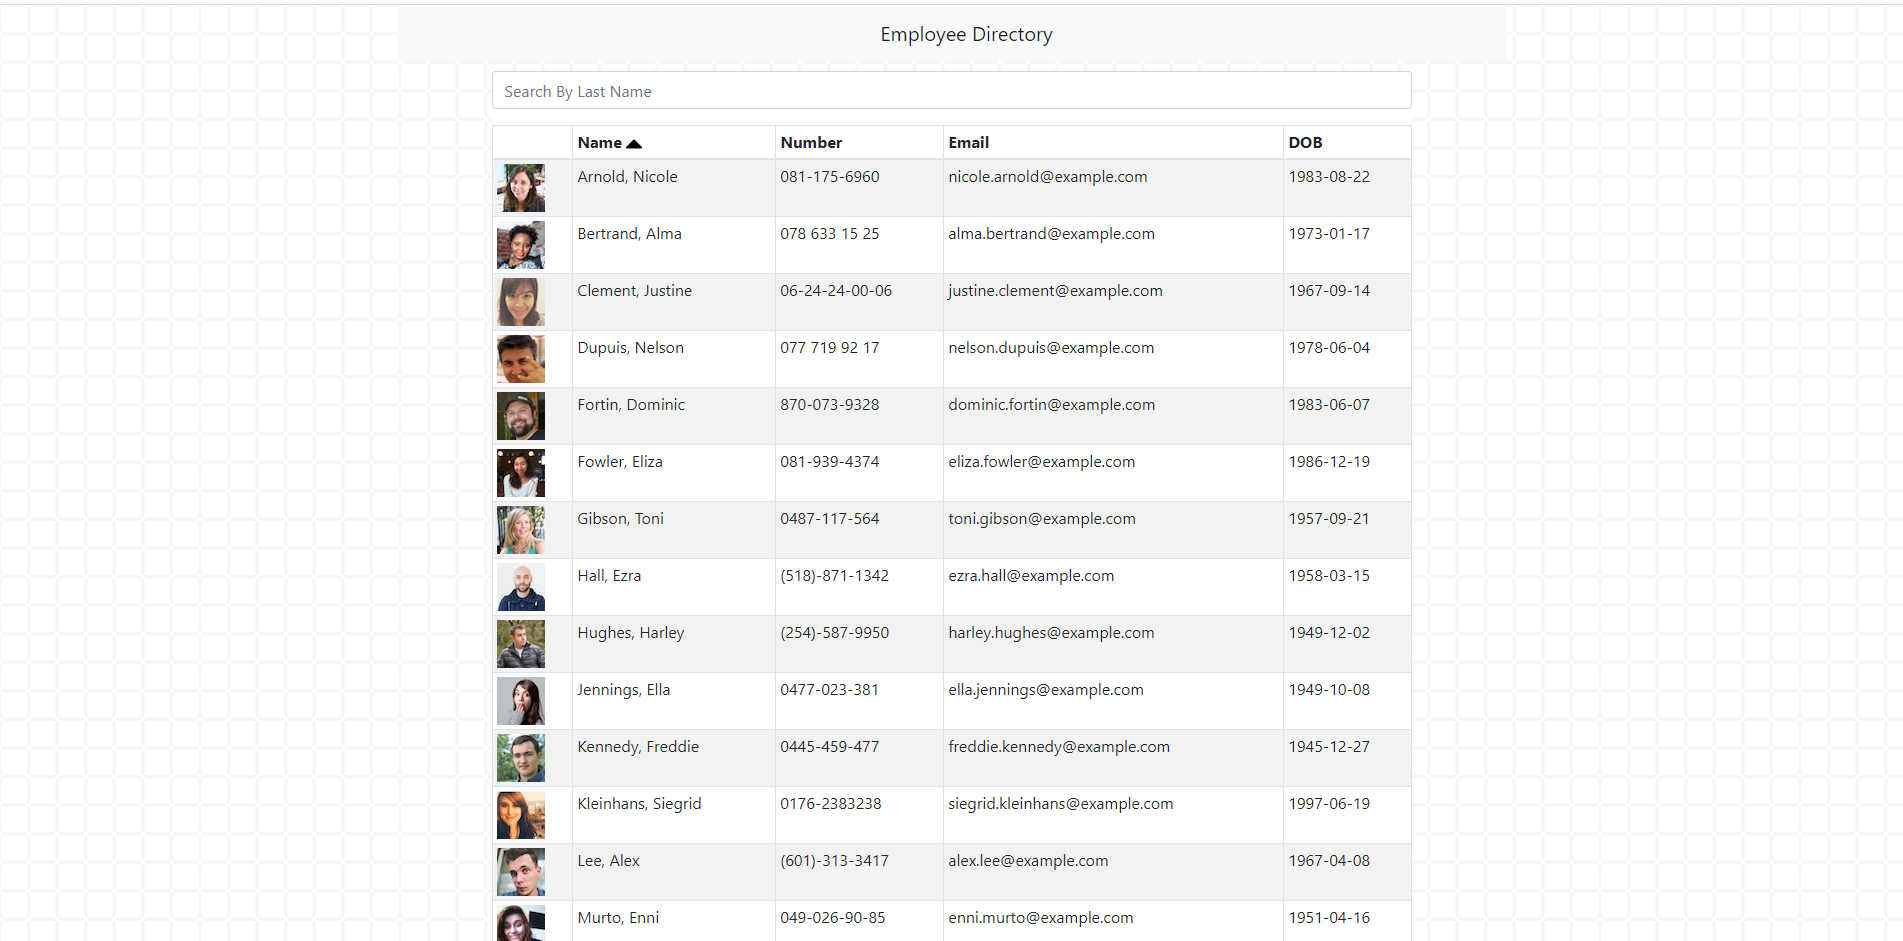 Employee Directory
Search By Last Name
Name Number Email DOB
Arnold, Nicole 081-175-6960 nicole.arnold@example.com 1983-08-22
Bertrand, Alma 078 633 15 25 alma.bertrand@example.com 1973-01-17
Clement, Justine 06-24-24-00-06 justine.clement@example.com 1967-09-14
Dupuis, Nelson 077 719 92 17 nelson.dupuis@example.com 1978-06-04
Fortin, Dominic 870-073-9328 dominic.fortin@example.com 1983-06-07
Fowler, Eliza 081-939-4374 eliza.fowler@example.com 1986-12-19
Gibson, Toni 0487-117-564 toni.gibson@example.com 1957-09-21
Hall, Ezra (518)-871-1342 ezra.hall@example.com 1958-03-15
Hughes, Harley (254)-587-9950 harley.hughes@example.com 1949-12-02
Jennings, Ella 0477-023-381 ella.jennings@example.com 1949-10-08
Kennedy, Freddie 0445-459-477 freddie.kennedy@example.com 1945-12-27
Kleinhans, Siegrid 0176-2383238 siegrid.kleinhans@example.com 1997-06-19
Lee, Alex (601)-313-3417 alex.lee@example.com 1967-04-08
Murto, Enni 049-026-90-85 enni.murto@example.com 1951-04-16